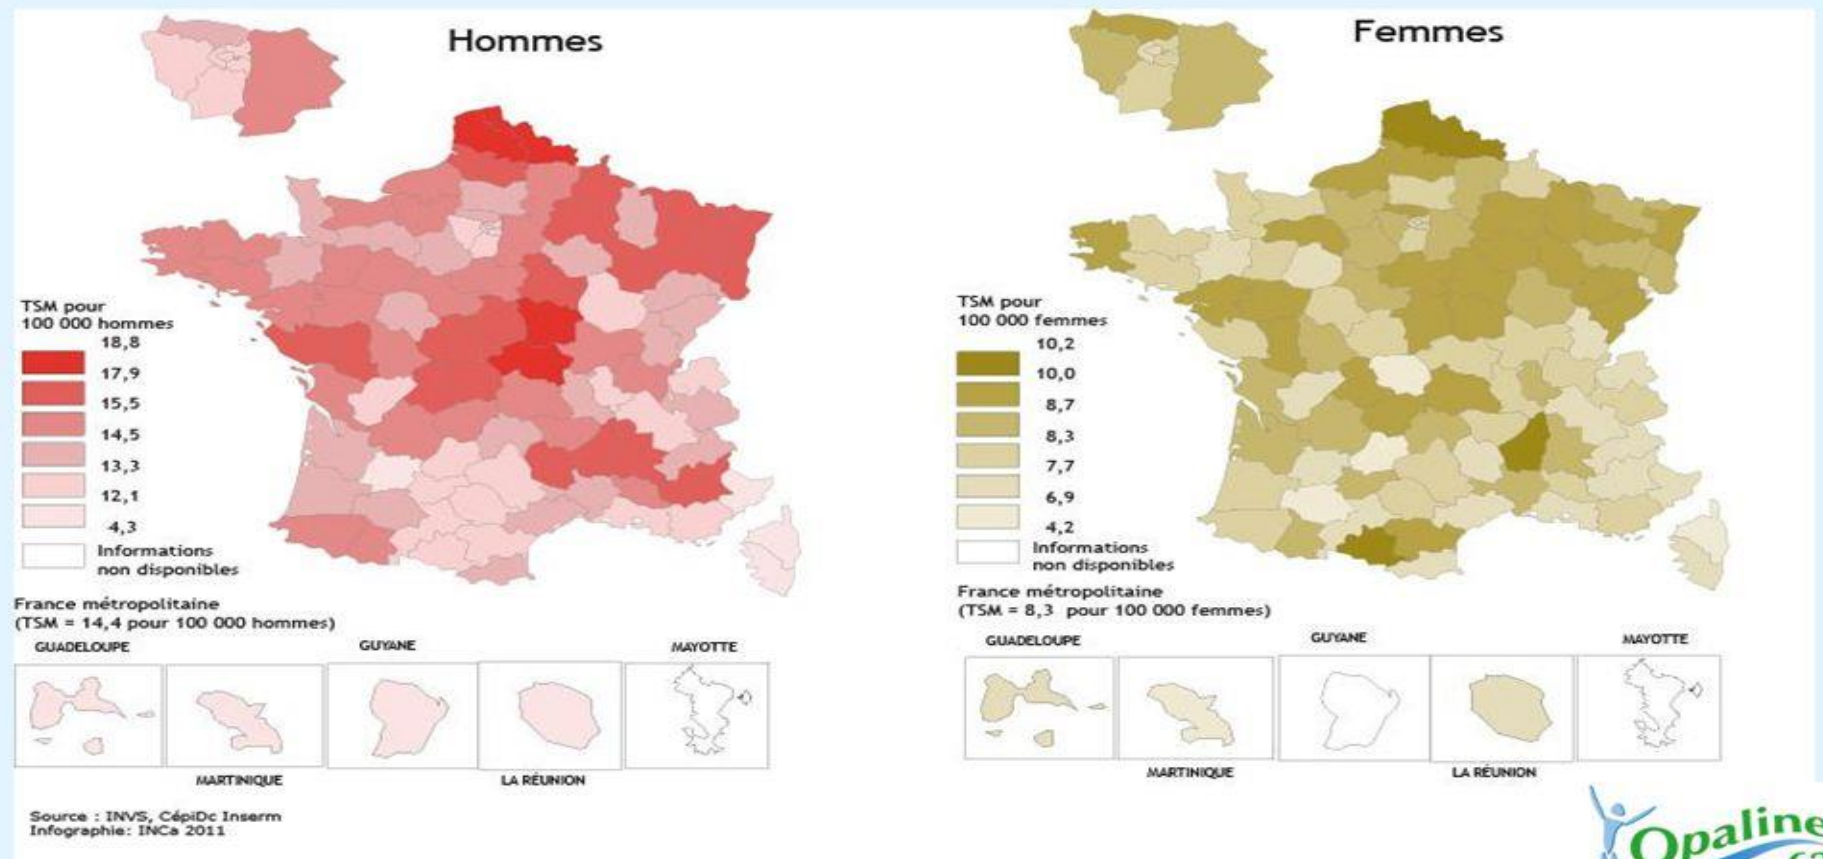 Hommes
TSM pour
100 000 hommes
18,8
17,9
15,5
14,5
13,3
12,1
4,3
Informations
non disponibles
France métropolitaine
(TSM = 14,4 pour 100 000 hommes)
GUADELOUPE
GUYANE
MAYOTTE
MARTINIQUE
LA RÉUNION
Source : INVS, CépiDc Inserm
Infographie: INCa 2011
Femmes
TSM pour
100 000 femmes
10,2
10,0
8,7
8,3
7,7
6,9
4,2
Informations
non disponibles
France métropolitaine
(TSM = 8,3 pour 100 000 femmes)
GUADELOUPE
GUYANE
MAYOTTE
MARTINIQUE
LA RÉUNION
Opaline